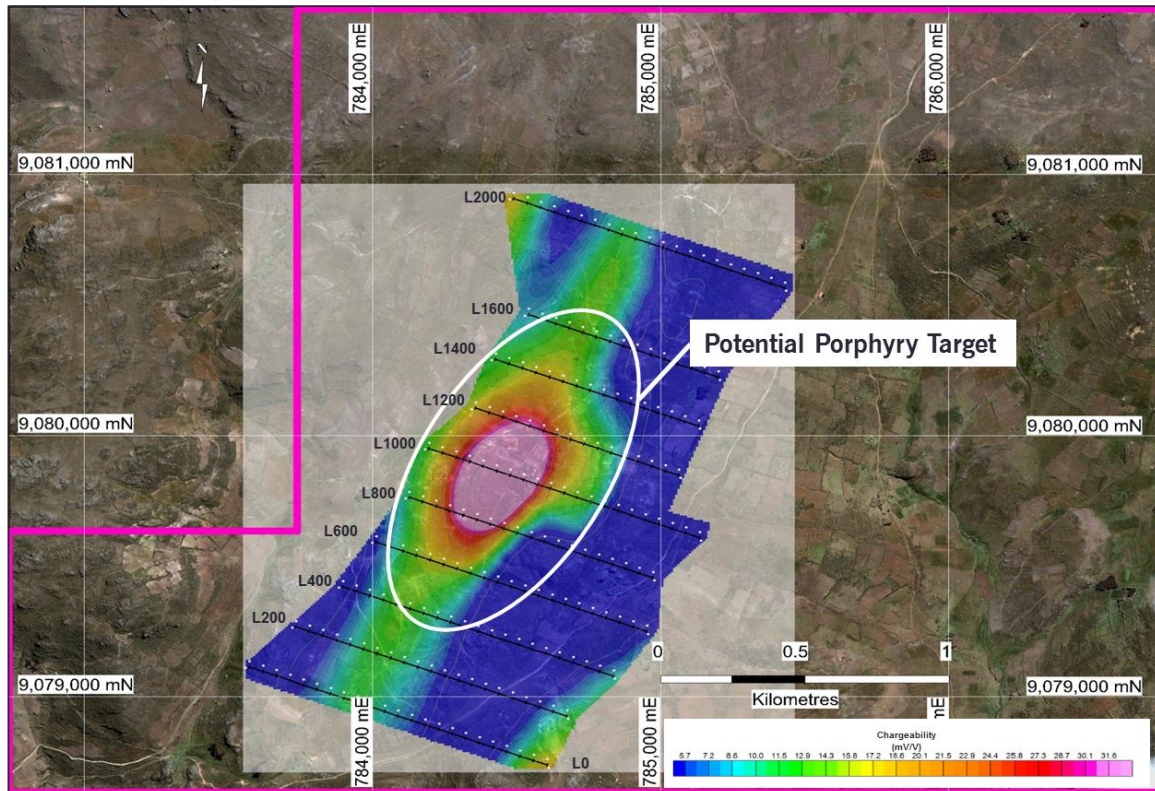 784,000 mE
785,000 mE
786,000 mE
N
9,081,000 mN
9,081,000 mN
L2000
L1600
L1400
Potential Porphyry Target
L1200
9,080,000 mN
9,080,000 mN
L1000
L800
L600
L400
L200
0
0.5
1
Kilometres
9,079,000 mN
9,079,000 mN
784,000 mE
785,000 mE
mE
L0
Chargeability
(mV/V)
5.7 7.2 8.6 10.0 11.5 12.9 14.3 15.8 17.2 18.6 20.1 21.5 22.9 24.4 25.8 27.3 28.7 30.1 31.6